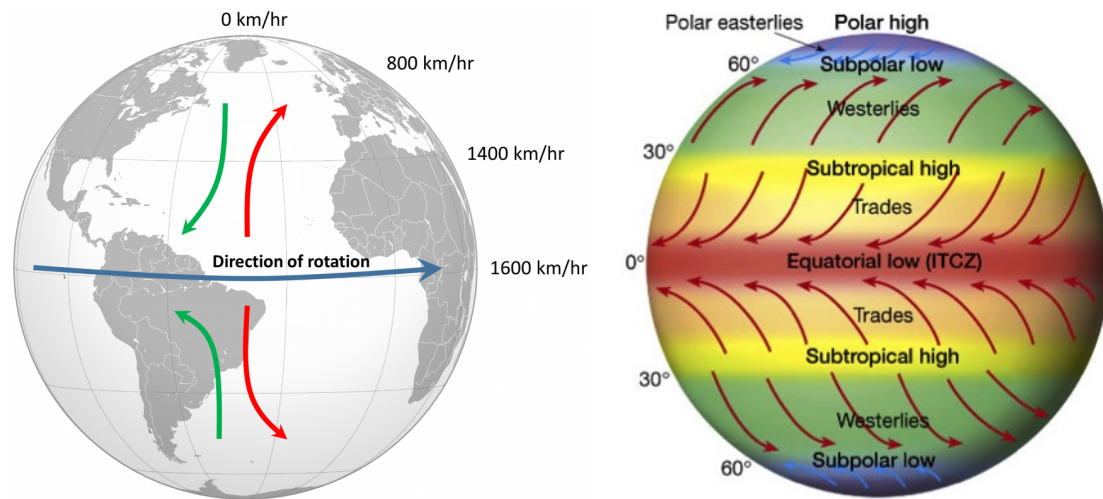 0 km/hr
800 km/hr
1400 km/hr
Direction of rotation
1600 km/hr
Polar easterlies
Polar high
60°
Subpolar low
Westerlies
30°
Subtropical high
Trades
0°
Equatorial low (ITCZ)
Trades
Subtropical high
30°
Westerlies
Subpolar low
60°